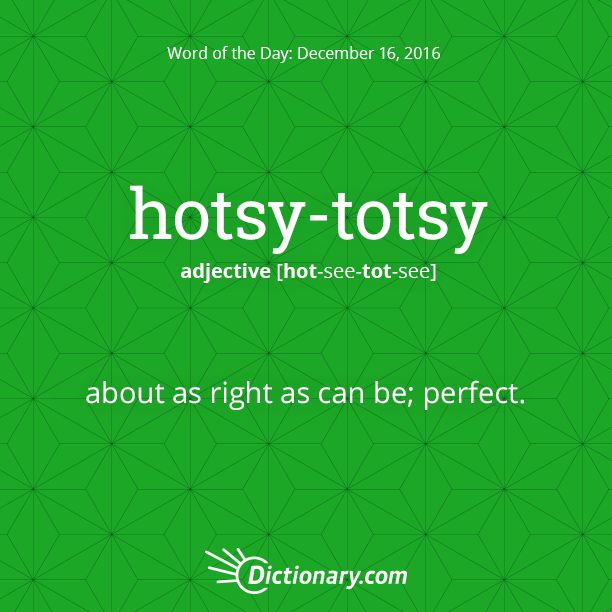 Word of the Day: December 16, 2016
hotsy-totsy
adjective [hot-see-tot-see]
about as right as can be; perfect.
Dictionary.com